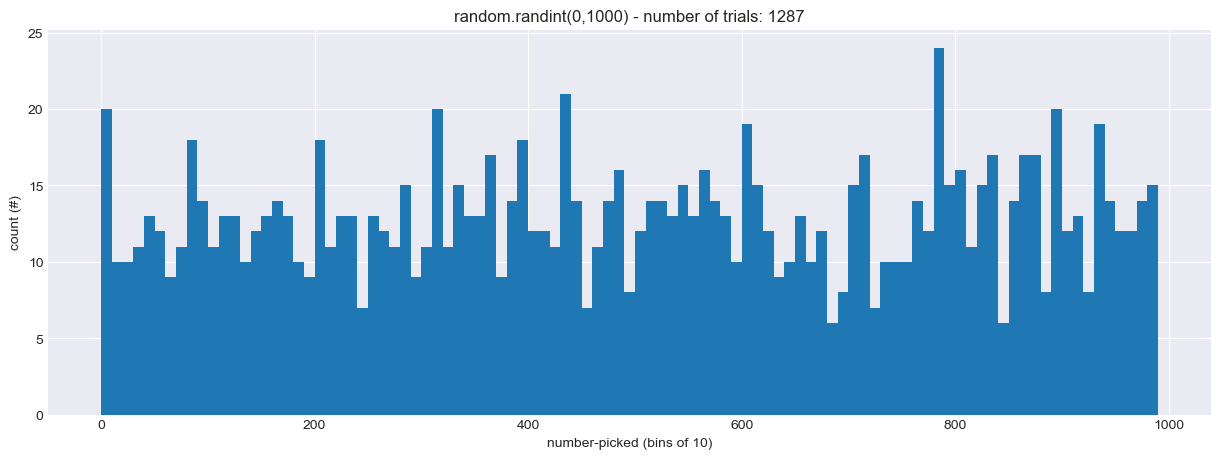 random.randint(0,1000) - number of trials: 1287
25
20
15
10
5
0
count (#)
0 200 400 600 800 1000
number-picked (bins of 10)